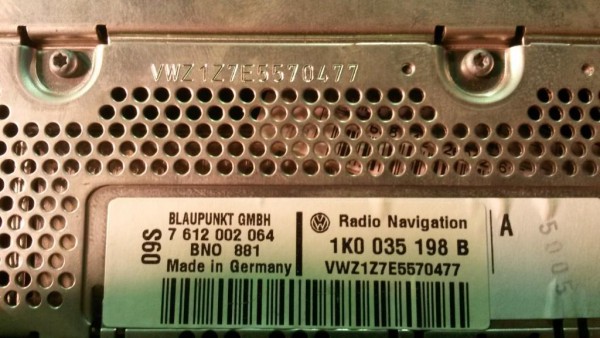 VWZ1Z7E5570477
09S
BLAUPUNKT GMBH
7 612 002 064
BNO 881
Made in Germany
Radio Navigation
1K0 035 198 B
VWZ1Z7E5570477
A
5005